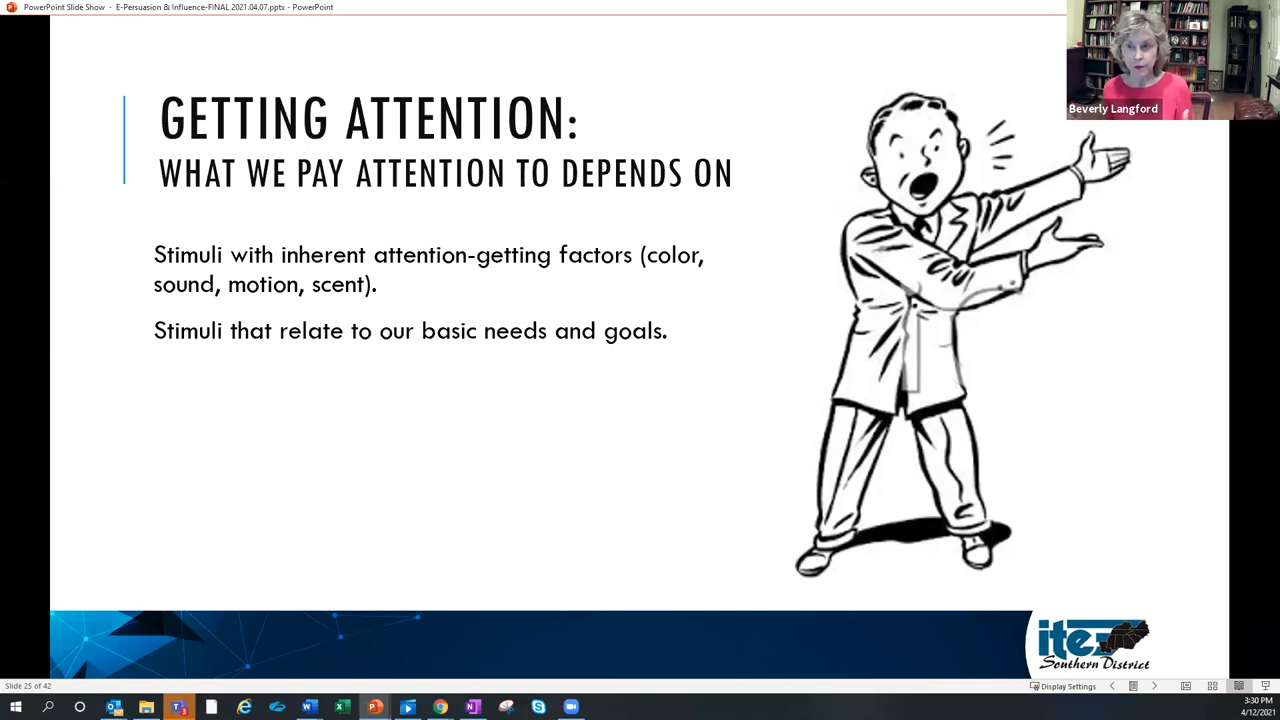 PowerPoint Slide Show - E-Persuasion & Influence-FINAL 2021.04.07.pptx - PowerPoint
Beverly Langford
GETTING ATTENTION:
WHAT WE PAY ATTENTION TO DEPENDS ON
Stimuli with inherent attention-getting factors (color,
sound, motion, scent).
Stimuli that relate to our basic needs and goals.
ite
Southern District
Slide 25 of 42
Display Settings
3:30 PM
4/12/2021